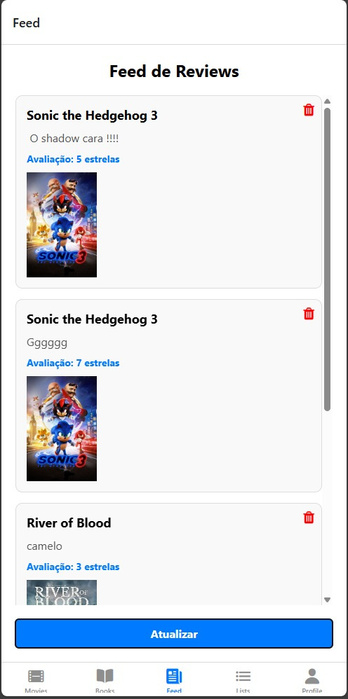 Feed
Feed de Reviews
Sonic the Hedgehog 3
O shadow cara !!!!
Avaliação: 5 estrelas
SONIC 3
Sonic the Hedgehog 3
Gggggg
Avaliação: 7 estrelas
SONIC 3
River of Blood
camelo
Avaliação: 3 estrelas
RIVER OF
BLOOD
Atualizar
Movies Books Feed Lists Profile